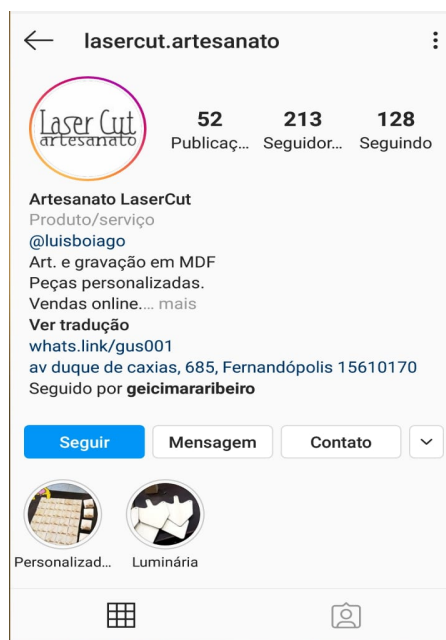 lasercut.artesanato
Laser Cut
artesanato
52 213 128
Publicaç... Seguidor... Seguindo
Artesanato LaserCut
Produto/serviço
@luisboiago
Art. e gravação em MDF
Peças personalizadas.
Vendas online.... mais
Ver tradução
whats.link/gus001
av duque de caxias, 685, Fernandópolis 15610170
Seguido por geicimararibeiro
Seguir Mensagem Contato
Personalizad... Luminária